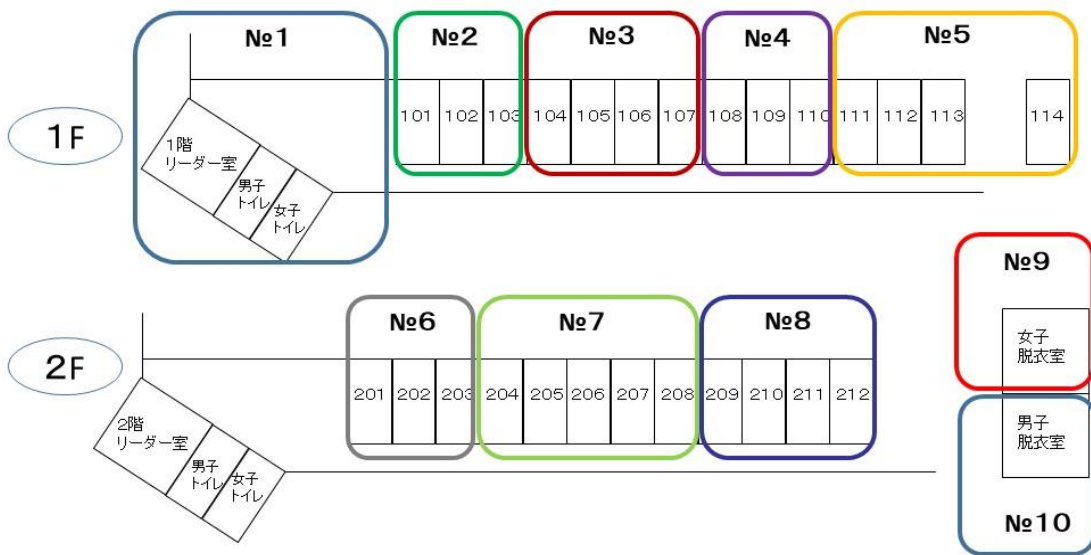 №1
№2
№3
№4
№5
1F
101 102 103 104 105 106 107 108 109 110 111 112 113 114
1階
リーダー室
男子
トイレ
女子
トイレ
№9
№6
№7
№8
2F
201 202 203 204 205 206 207 208 209 210 211 212
女子
脱衣室
2階
リーダー室
男子
トイレ
女子
トイレ
男子
脱衣室
№10